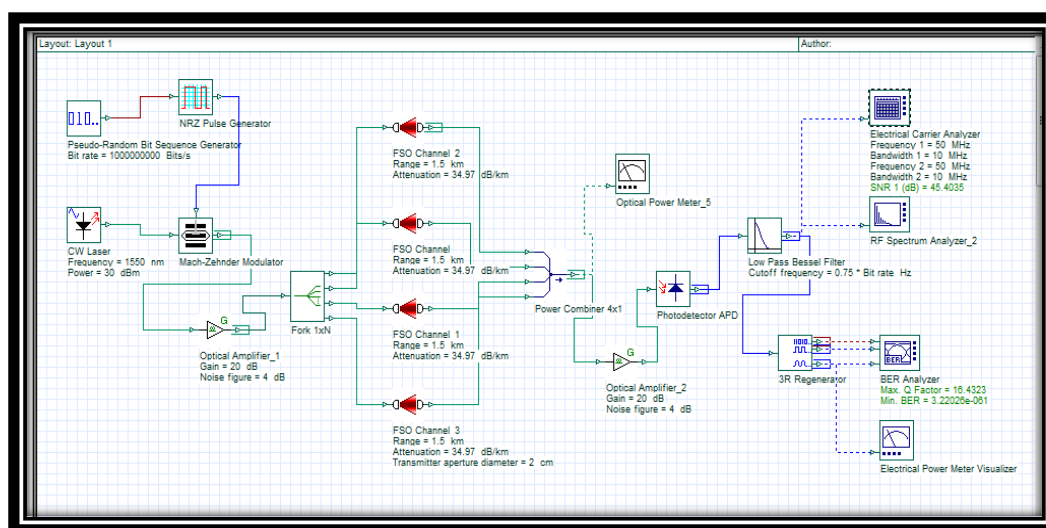 Layout: Layout 1
Author:
NRZ Pulse Generator
Pseudo-Random Bit Sequence Generator
Bit rate = 1000000000 Bits/s
CW Laser
Frequency = 1550 nm
Power = 30 dBm
Mach-Zehnder Modulator
G
Optical Amplifier_1
Gain = 20 dB
Noise figure = 4 dB
Fork 1xN
FSO Channel 2
Range = 1.5 km
Attenuation = 34.97 dB/km
FSO Channel
Range = 1.5 km
Attenuation = 34.97 dB/km
FSO Channel 1
Range = 1.5 km
Attenuation = 34.97 dB/km
FSO Channel 3
Range = 1.5 km
Attenuation = 34.97 dB/km
Transmitter aperture diameter = 2 cm
Power Combiner 4x1
Optical Power Meter_5
G
Optical Amplifier_2
Gain = 20 dB
Noise figure = 4 dB
Photodetector APD
Low Pass Bessel Filter
Cutoff frequency = 0.75 * Bit rate Hz
Electrical Carrier Analyzer
Frequency 1 = 50 MHz
Bandwidth 1 = 10 MHz
Frequency 2 = 50 MHz
Bandwidth 2 = 10 MHz
SNR 1 (dB) = 45.4035
RF Spectrum Analyzer_2
3R Regenerator
BER
BER Analyzer
Max. Q Factor = 16.4323
Min. BER = 3.22026e-061
Electrical Power Meter Visualizer